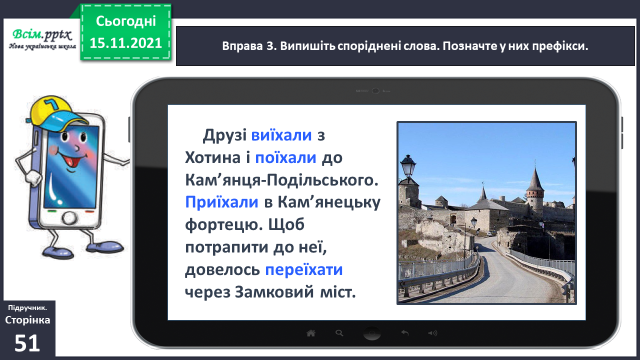 Всім.pptx
Нова українська школа
Сьогодні
15.11.2021
Вправа 3. Випишіть споріднені слова. Позначте у них префікси.
Друзі виїхали з
Хотина і поїхали до
Кам’янця-Подільського.
Приїхали в Кам’янецьку
фортецю. Щоб
потрапити до неї,
довелось переїхати
через Замковий міст.
Підручник.
Сторінка
51